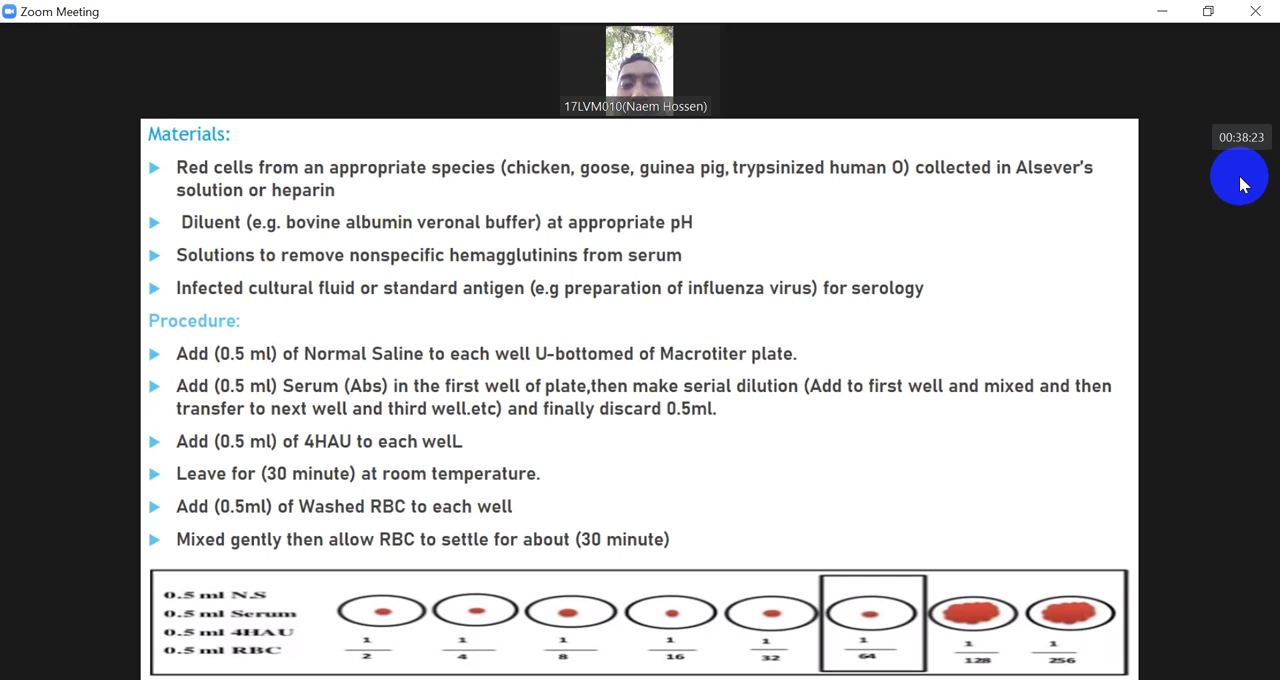 Zoom Meeting
17LVM010(Naem Hossen)
00:38:23
Materials:
Red cells from an appropriate species (chicken, goose, guinea pig, trypsinized human O) collected in Alsever's
solution or heparin
Diluent (e.g. bovine albumin veronal buffer) at appropriate pH
Solutions to remove nonspecific hemagglutinins from serum
Infected cultural fluid or standard antigen (e.g preparation of influenza virus) for serology
Procedure:
Add (0.5 ml) of Normal Saline to each well U-bottomed of Macrotiter plate.
Add (0.5 ml) Serum (Abs) in the first well of plate,then make serial dilution (Add to first well and mixed and then
transfer to next well and third well.etc) and finally discard 0.5ml.
Add (0.5 ml) of 4HAU to each welL
Leave for (30 minute) at room temperature.
Add (0.5ml) of Washed RBC to each well
Mixed gently then allow RBC to settle for about (30 minute)
0.5 ml N.S
0.5 ml Serum
0.5 ml 4HAU
0.5 ml RBC
1 1 1 1 1 1 1 1
2 4 8 16 32 64 128 256